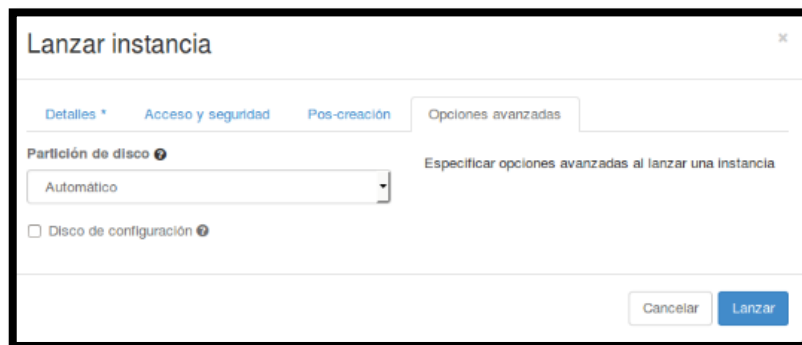 Lanzar instancia
×
Detalles * Acceso y seguridad Pos-creación Opciones avanzadas
Partición de disco
Especificar opciones avanzadas al lanzar una instancia
Automático
Disco de configuración
Cancelar Lanzar